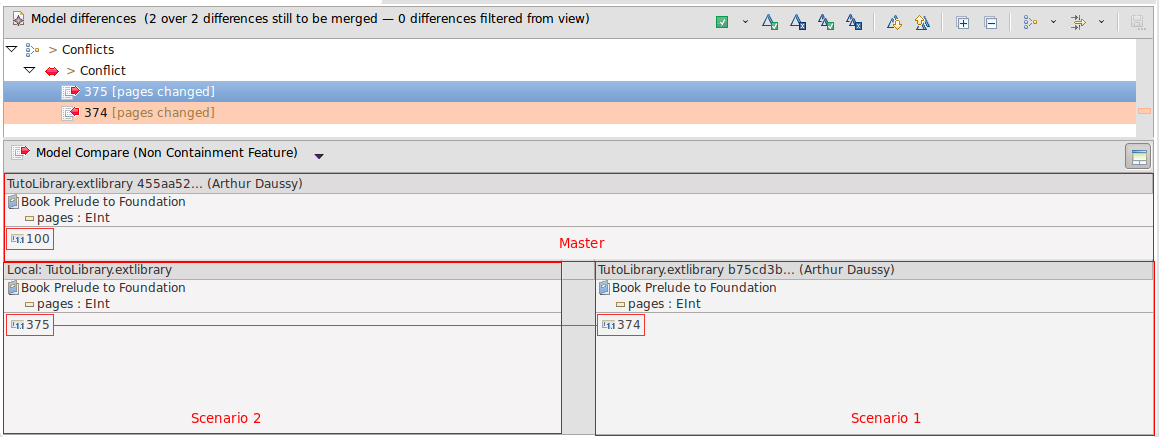 Model differences (2 over 2 differences still to be merged — 0 differences filtered from view)
> Conflicts
> Conflict
375 [pages changed]
374 [pages changed]
Model Compare (Non Containment Feature)
TutoLibrary.extlibrary 455aa52... (Arthur Daussy)
Book Prelude to Foundation
pages : EInt
100
Master
Local: TutoLibrary.extlibrary
Book Prelude to Foundation
pages : EInt
375
Scenario 2
TutoLibrary.extlibrary b75cd3b... (Arthur Daussy)
Book Prelude to Foundation
pages : EInt
374
Scenario 1